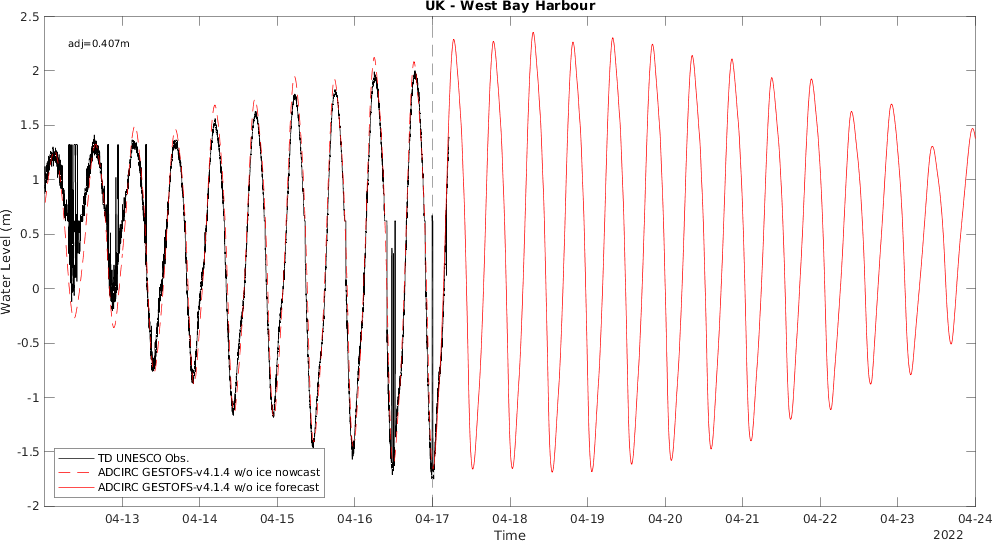 UK - West Bay Harbour
adj=0.407m
2.5
2
1.5
1
0.5
0
-0.5
-1
-1.5
-2
Water Level (m)
TD UNESCO Obs.
ADCIRC GESTOFS-v4.1.4 w/o ice nowcast
ADCIRC GESTOFS-v4.1.4 w/o ice forecast
04-13 04-14 04-15 04-16 04-17 04-18 04-19 04-20 04-21 04-22 04-23 04-24
Time
2022